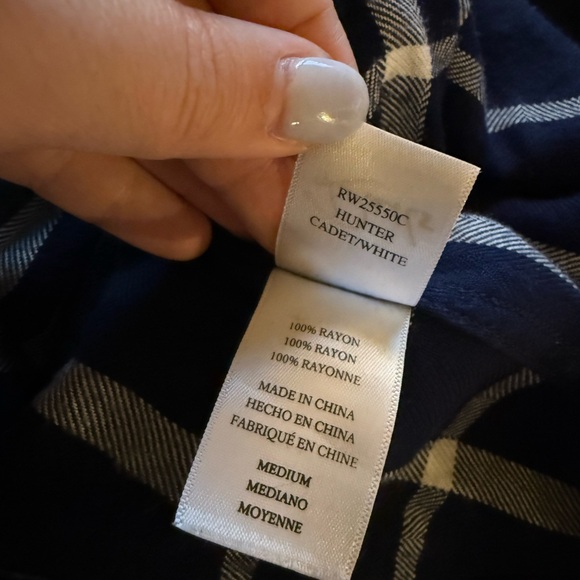 RW25550C
HUNTER
CADET/WHITE
100% RAYON
100% RAYON
100% RAYONNE
MADE IN CHINA
HECHO EN CHINA
FABRIQUÉ EN CHINE
MEDIUM
MEDIANO
MOYENNE